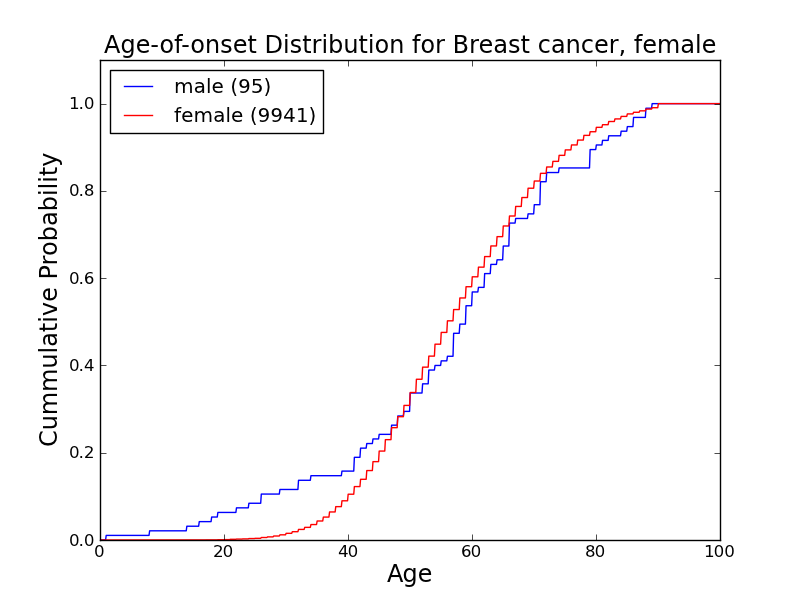 Age-of-onset Distribution for Breast cancer, female
male (95)
female (9941)
Cummulative Probability
1.0
0.8
0.6
0.4
0.2
0.0
0 20 40 60 80 100
Age